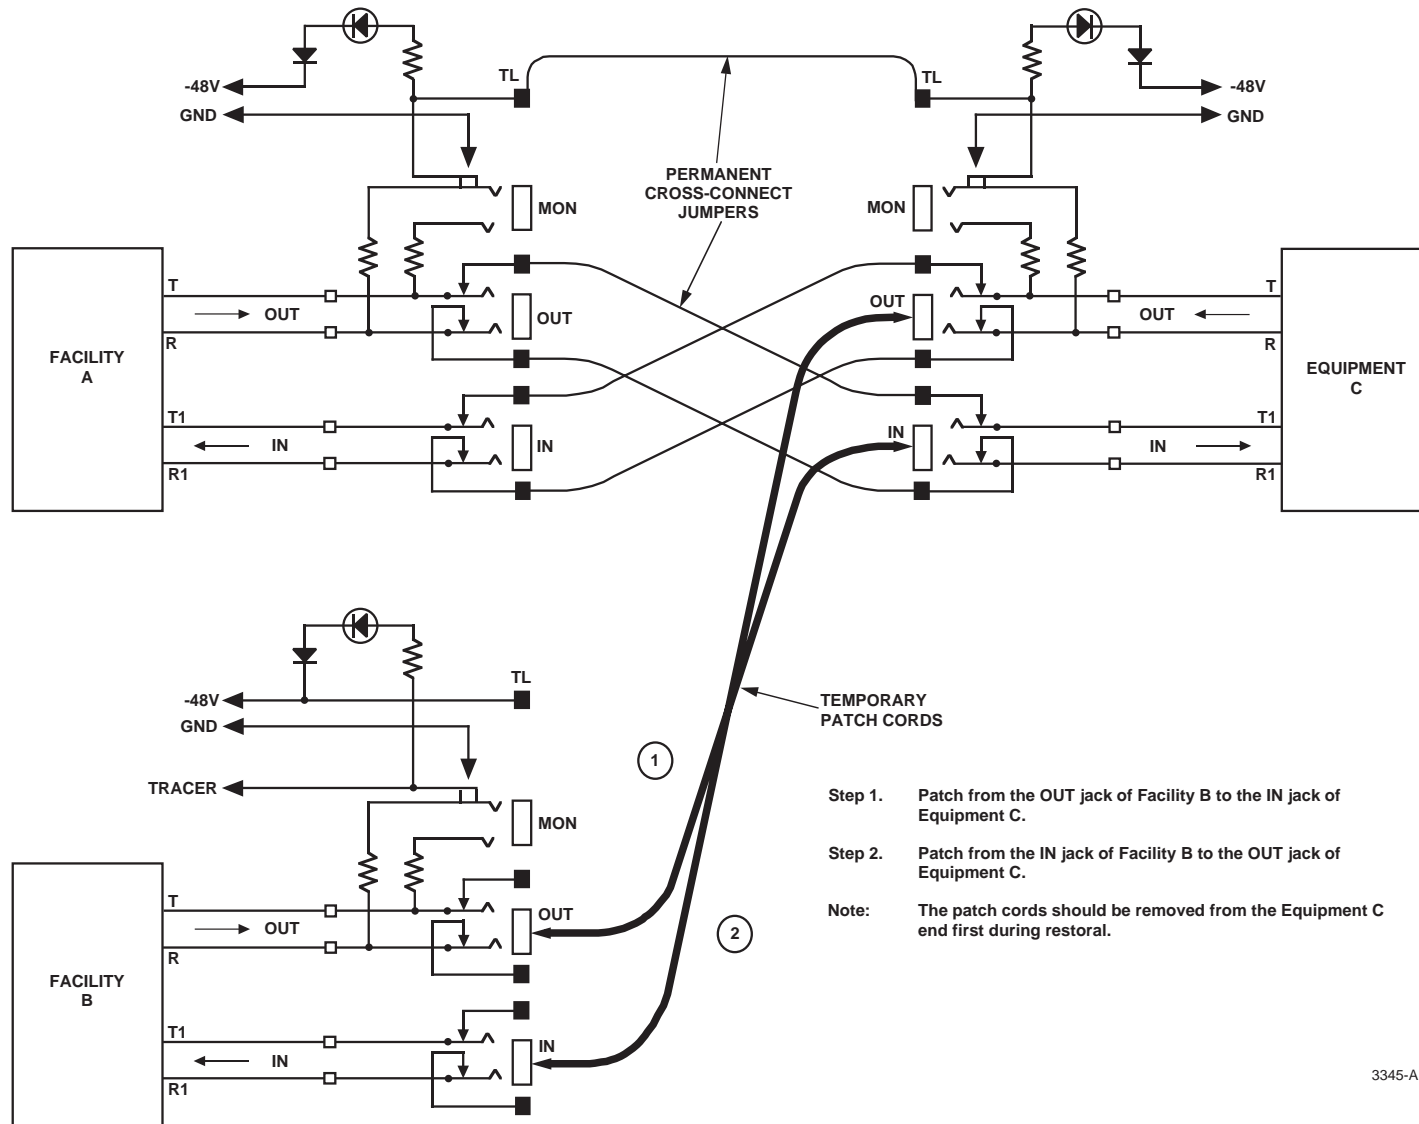 TL
TL
-48V
-48V
GND
GND
PERMANENT
CROSS-CONNECT
JUMPERS
MON
MON
T
OUT
R
FACILITY
A
OUT
T1
IN
R1
IN
OUT
T
OUT
R
EQUIPMENT
C
IN
T1
IN
R1
TL
-48V
GND
TEMPORARY
PATCH CORDS
1
TRACER
MON
Step 1. Patch from the OUT jack of Facility B to the IN jack of
Equipment C.
Step 2. Patch from the IN jack of Facility B to the OUT jack of
Equipment C.
Note: The patch cords should be removed from the Equipment C
end first during restoral.
T
OUT
R
OUT
2
FACILITY
B
T1
IN
R1
IN
3345-A